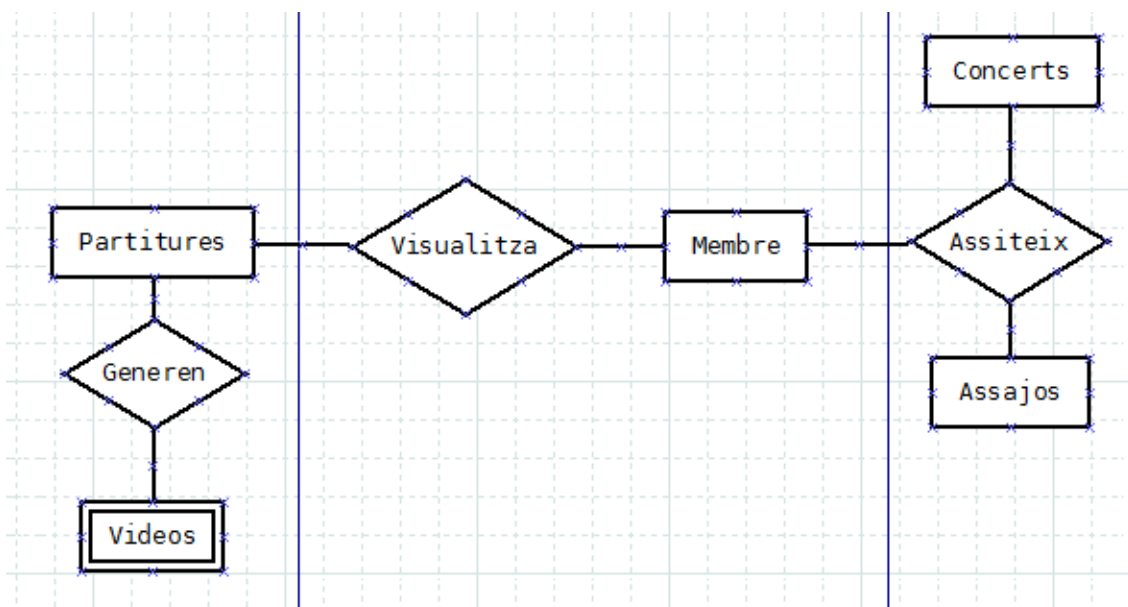 Concerts
Partitures
Visualitza
Membre
Assiteix
Generen
Assajos
Videos